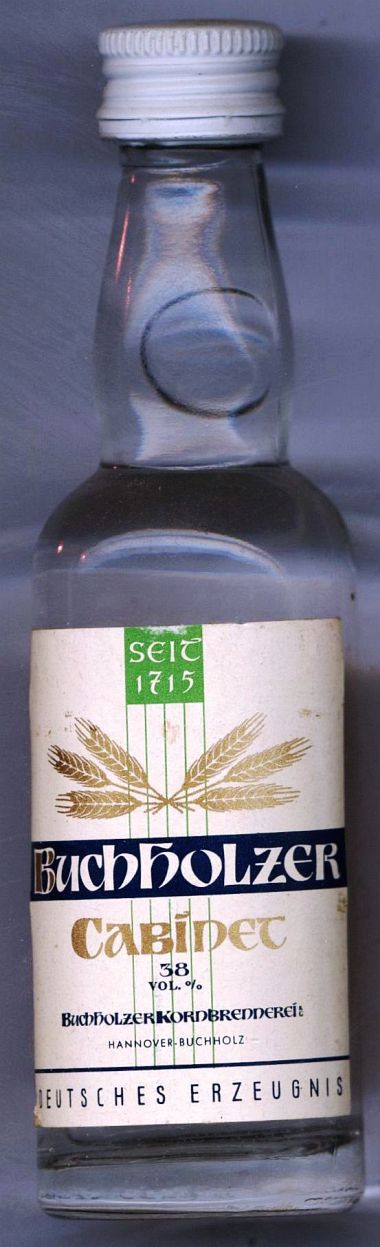 SEIT
1715
BUCHHOLZER
CABINET
38
VOL. %
BUCHHOLZER KORNBRENNEREI
HANNOVER-BUCHHOLZ
DEUTSCHES ERZEUGNIS